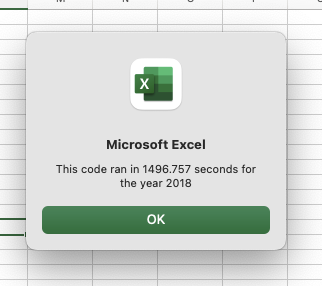 X
Microsoft Excel
This code ran in 1496.757 seconds for
the year 2018
OK